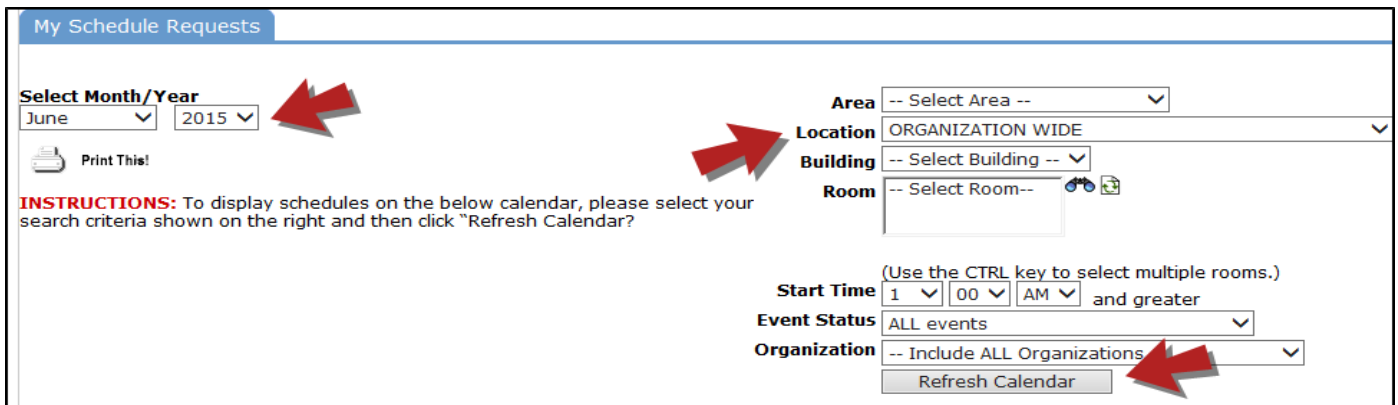 My Schedule Requests
Select Month/Year
June 2015
Print This!
INSTRUCTIONS: To display schedules on the below calendar, please select your
search criteria shown on the right and then click “Refresh Calendar?
Area -- Select Area --
Location ORGANIZATION WIDE
Building -- Select Building --
Room -- Select Room--
(Use the CTRL key to select multiple rooms.)
Start Time 1 00 AM and greater
Event Status ALL events
Organization -- Include ALL Organizations
Refresh Calendar